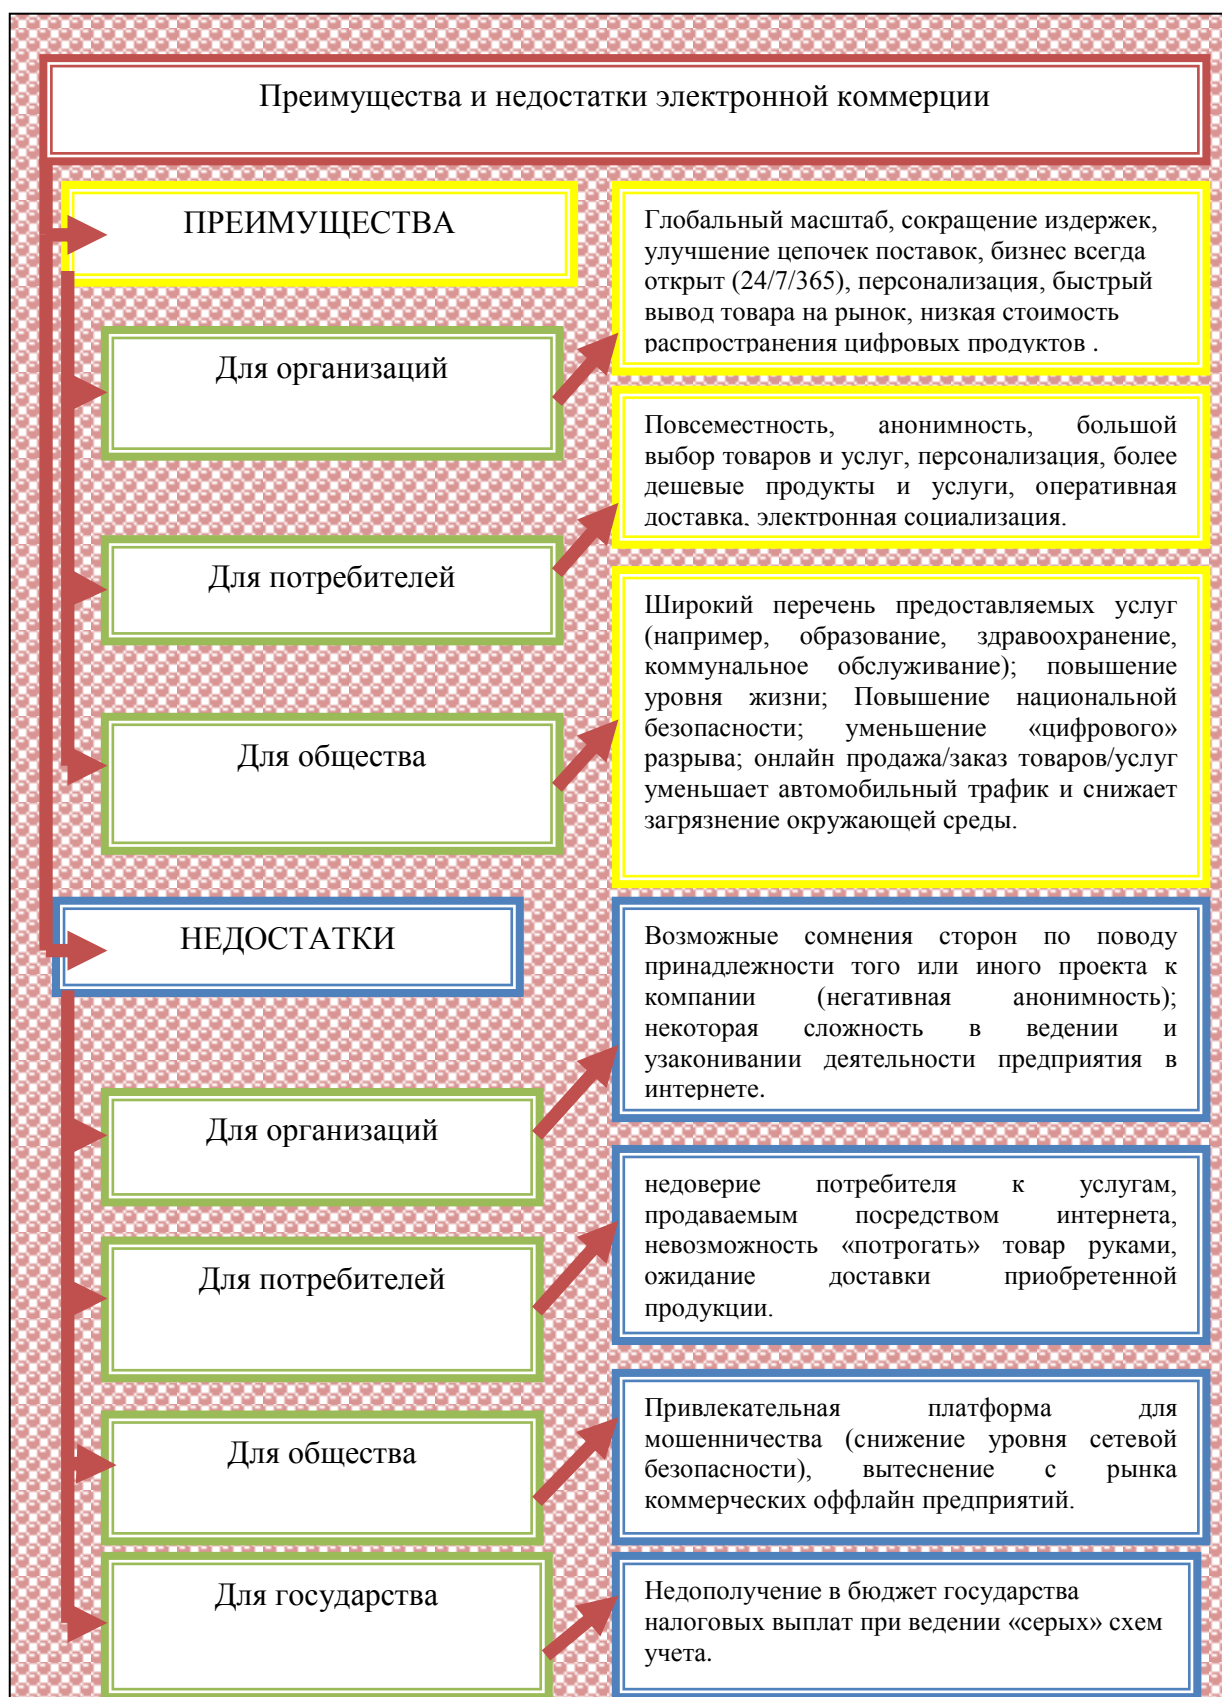 Преимущества и недостатки электронной коммерции
ПРЕИМУЩЕСТВА
Для организаций
Глобальный масштаб, сокращение издержек,
улучшение цепочек поставок, бизнес всегда
открыт (24/7/365), персонализация, быстрый
вывод товара на рынок, низкая стоимость
распространения цифровых продуктов .
Для потребителей
Повсеместность, анонимность, большой
выбор товаров и услуг, персонализация, более
дешевые продукты и услуги, оперативная
доставка, электронная социализация.
Для общества
Широкий перечень предоставляемых услуг
(например, образование, здравоохранение,
коммунальное обслуживание); повышение
уровня жизни; Повышение национальной
безопасности; уменьшение «цифрового»
разрыва; онлайн продажа/заказ товаров/услуг
уменьшает автомобильный трафик и снижает
загрязнение окружающей среды.
НЕДОСТАТКИ
Для организаций
Возможные сомнения сторон по поводу
принадлежности того или иного проекта к
компании (негативная анонимность);
некоторая сложность в ведении и
узаконивании деятельности предприятия в
интернете.
Для потребителей
недоверие потребителя к услугам,
продаваемым посредством интернета,
невозможность «потрогать» товар руками,
ожидание доставки приобретенной
продукции.
Для общества
Привлекательная платформа для
мошенничества (снижение уровня сетевой
безопасности), вытеснение с рынка
коммерческих оффлайн предприятий.
Для государства
Недополучение в бюджет государства
налоговых выплат при ведении «серых» схем
учета.